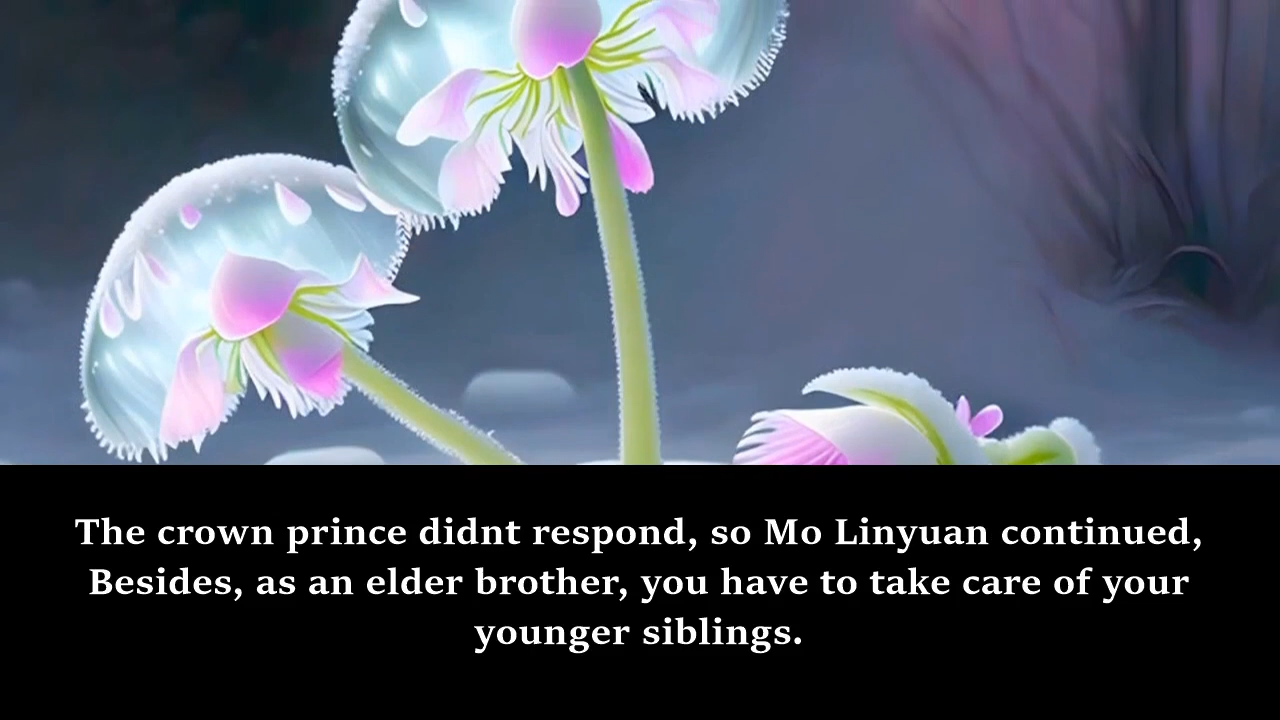 The crown prince didnt respond, so Mo Linyuan continued,
Besides, as an elder brother, you have to take care of your
younger siblings.